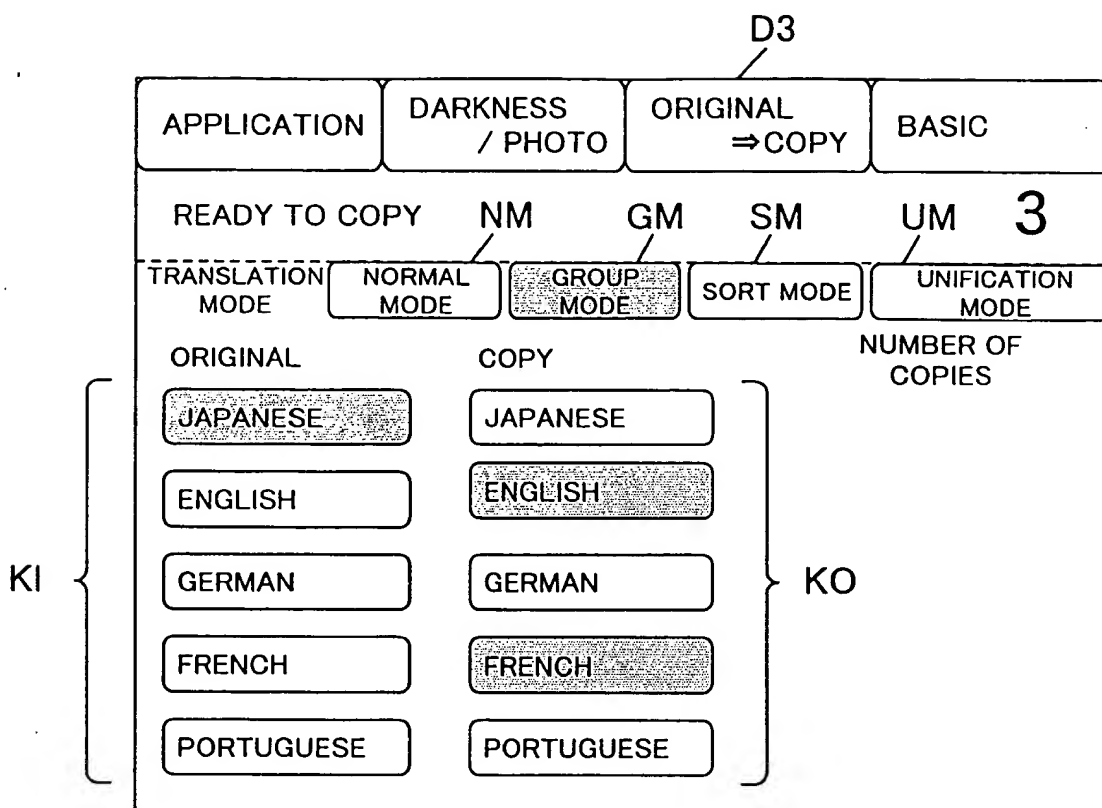 D3
APPLICATION
DARKNESS
/ PHOTO
ORIGINAL
⇒COPY
BASIC
READY TO COPY
NM
GM
SM
UM
3
TRANSLATION
MODE
NORMAL
MODE
GROUP
MODE
SORT MODE
UNIFICATION
MODE
ORIGINAL
COPY
NUMBER OF
COPIES
JAPANESE
JAPANESE
ENGLISH
ENGLISH
KI
GERMAN
GERMAN
KO
FRENCH
FRENCH
PORTUGUESE
PORTUGUESE